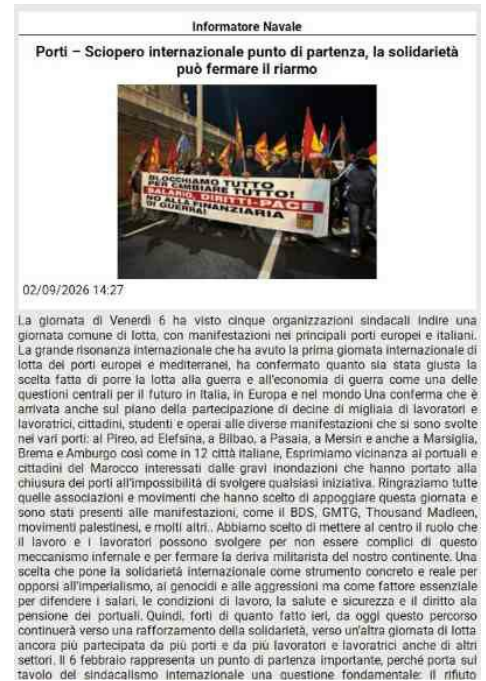 Informatore Navale
Porti – Sciopero internazionale punto di partenza, la solidarietà
può fermare il riarmo
BLOCCHIAMO TUTTO
PER CAMBIARE TUTTO!
SALARIO, DIRITTI-PACE
NO ALLA FINANZIARIA
DI GUERRA!
02/09/2026 14:27
La giornata di Venerdì 6 ha visto cinque organizzazioni sindacali indire una
giornata comune di lotta, con manifestazioni nei principali porti europei e italiani.
La grande risonanza internazionale che ha avuto la prima giornata internazionale di
lotta dei porti europei e mediterranei, ha confermato quanto sia stata giusta la
scelta fatta di porre la lotta alla guerra e all'economia di guerra come una delle
questioni centrali per il futuro in Italia, in Europa e nel mondo Una conferma che è
arrivata anche sul piano della partecipazione di decine di migliaia di lavoratori e
lavoratrici, cittadini, studenti e operai alle diverse manifestazioni che si sono svolte
nei vari porti: al Pireo, ad Elefsina, a Bilbao, a Pasaia, a Mersin e anche a Marsiglia,
Brema e Amburgo così come in 12 città italiane, Esprimiamo vicinanza ai portuali e
cittadini del Marocco interessati dalle gravi inondazioni che hanno portato alla
chiusura dei porti all'impossibilità di svolgere qualsiasi iniziativa. Ringraziamo tutte
quelle associazioni e movimenti che hanno scelto di appoggiare questa giornata e
sono stati presenti alle manifestazioni, come il BDS, GMTG, Thousand Madleen,
movimenti palestinesi, e molti altri.. Abbiamo scelto di mettere al centro il ruolo che
il lavoro e i lavoratori possono svolgere per non essere complici di questo
meccanismo infernale e per fermare la deriva militarista del nostro continente. Una
scelta che pone la solidarietà internazionale come strumento concreto e reale per
opporsi all'imperialismo, ai genocidi e alle aggressioni ma come fattore essenziale
per difendere i salari, le condizioni di lavoro, la salute e sicurezza e il diritto ala
pensione dei portuali. Quindi, forti di quanto fatto ieri, da oggi questo percorso
continuerà verso una rafforzamento della solidarietà, verso un'altra giornata di lotta
ancora più partecipata da più porti e da più lavoratori e lavoratrici anche di altri
settori. Il 6 febbraio rappresenta un punto di partenza importante, perché porta sul
tavolo del sindacalismo internazionale una questione fondamentale: il rifiuto